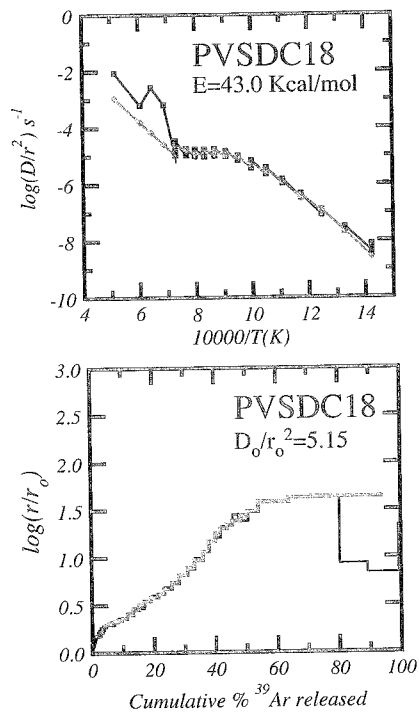 0
-2
-4
-6
-8
-10
log(D/r²) s⁻¹
PVSDC18
E=43.0 Kcal/mol
4 6 8 10 12 14
10000/T(K)
3.0
2.5
2.0
1.5
1.0
0.5
0.0
log(r/rₒ)
PVSDC18
Dₒ/rₒ²=5.15
0 20 40 60 80 100
Cumulative % ³⁹Ar released